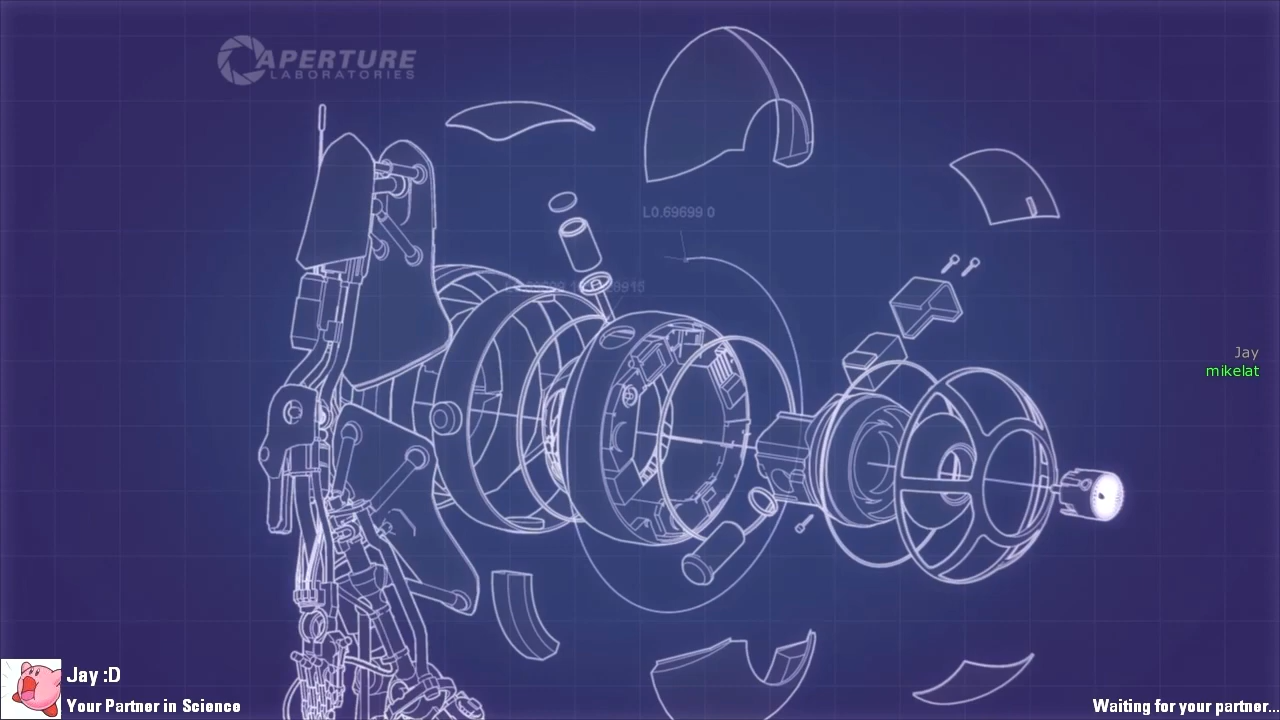 APERTURE
LABORATORIES
L0.69699 0
Jay
mikelat
Jay :D
Your Partner in Science
Waiting for your partner...